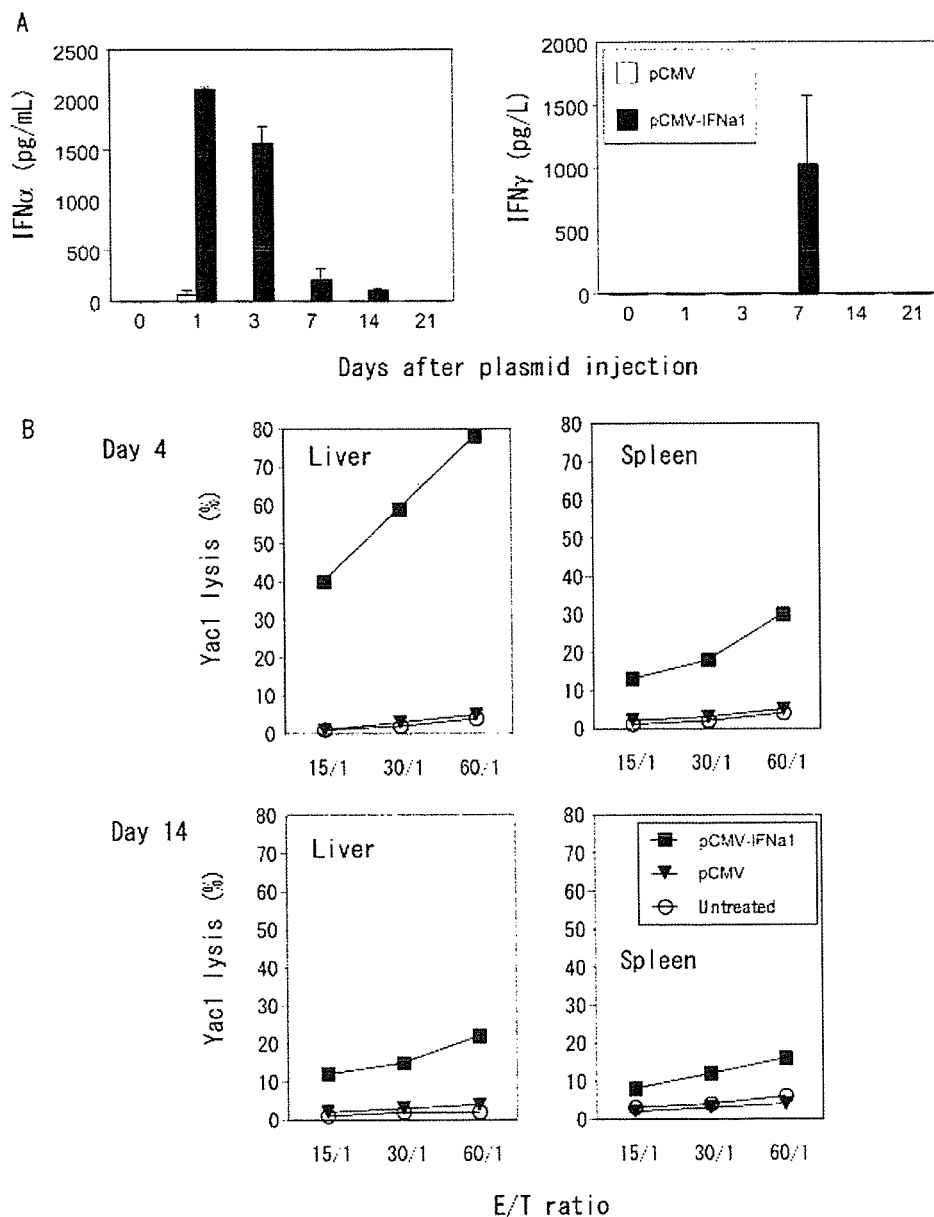 A
IFNα (pg/mL)
2500
2000
1500
1000
500
0
0 1 3 7 14 21
IFNγ (pg/L)
2000
1500
1000
500
0
pCMV
pCMV-IFNa1
0 1 3 7 14 21
Days after plasmid injection
B
Day 4
Yac1 lysis (%)
80
70
60
50
40
30
20
10
0
Liver
15/1 30/1 60/1
80
70
60
50
40
30
20
10
0
Spleen
15/1 30/1 60/1
Day 14
Yac1 lysis (%)
80
70
60
50
40
30
20
10
0
Liver
15/1 30/1 60/1
80
70
60
50
40
30
20
10
0
pCMV-IFNa1
pCMV
Untreated
Spleen
15/1 30/1 60/1
E/T ratio